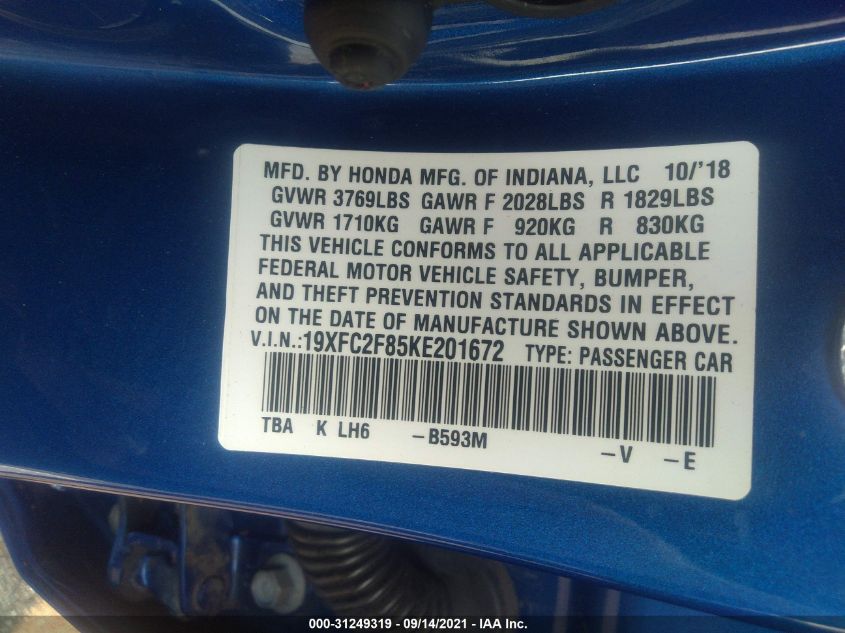 MFD. BY HONDA MFG. OF INDIANA, LLC 10/'18
GVWR 3769LBS GAWR F 2028LBS R 1829LBS
GVWR 1710KG GAWR F 920KG R 830KG
THIS VEHICLE CONFORMS TO ALL APPLICABLE
FEDERAL MOTOR VEHICLE SAFETY, BUMPER,
AND THEFT PREVENTION STANDARDS IN EFFECT
ON THE DATE OF MANUFACTURE SHOWN ABOVE.
V.I.N.:19XFC2F85KE201672 TYPE: PASSENGER CAR
TBA K LH6 -B593M -V -E
000-31249319 - 09/14/2021 - IAA Inc.